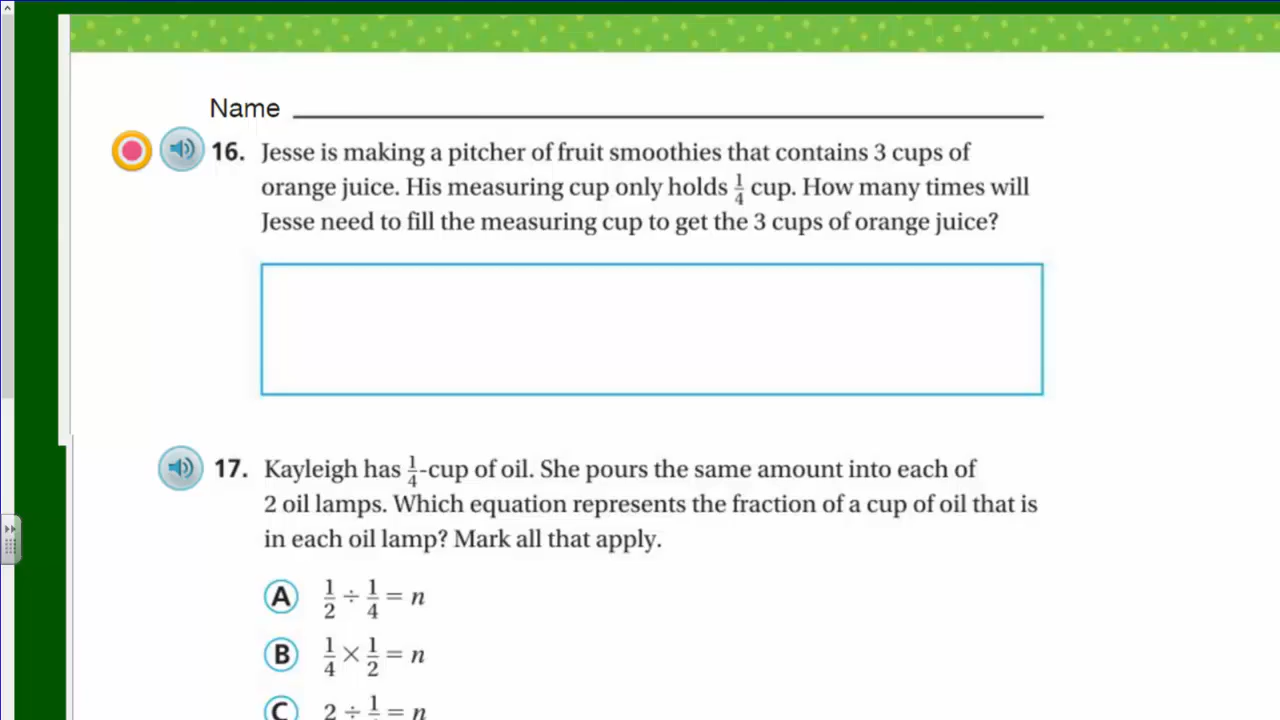 Name
16. Jesse is making a pitcher of fruit smoothies that contains 3 cups of
orange juice. His measuring cup only holds 1/4 cup. How many times will
Jesse need to fill the measuring cup to get the 3 cups of orange juice?
17. Kayleigh has 1/4-cup of oil. She pours the same amount into each of
2 oil lamps. Which equation represents the fraction of a cup of oil that is
in each oil lamp? Mark all that apply.
A 1/2 ÷ 1/4 = n
B 1/4 × 1/2 = n
C 2 ÷ 1/ = n